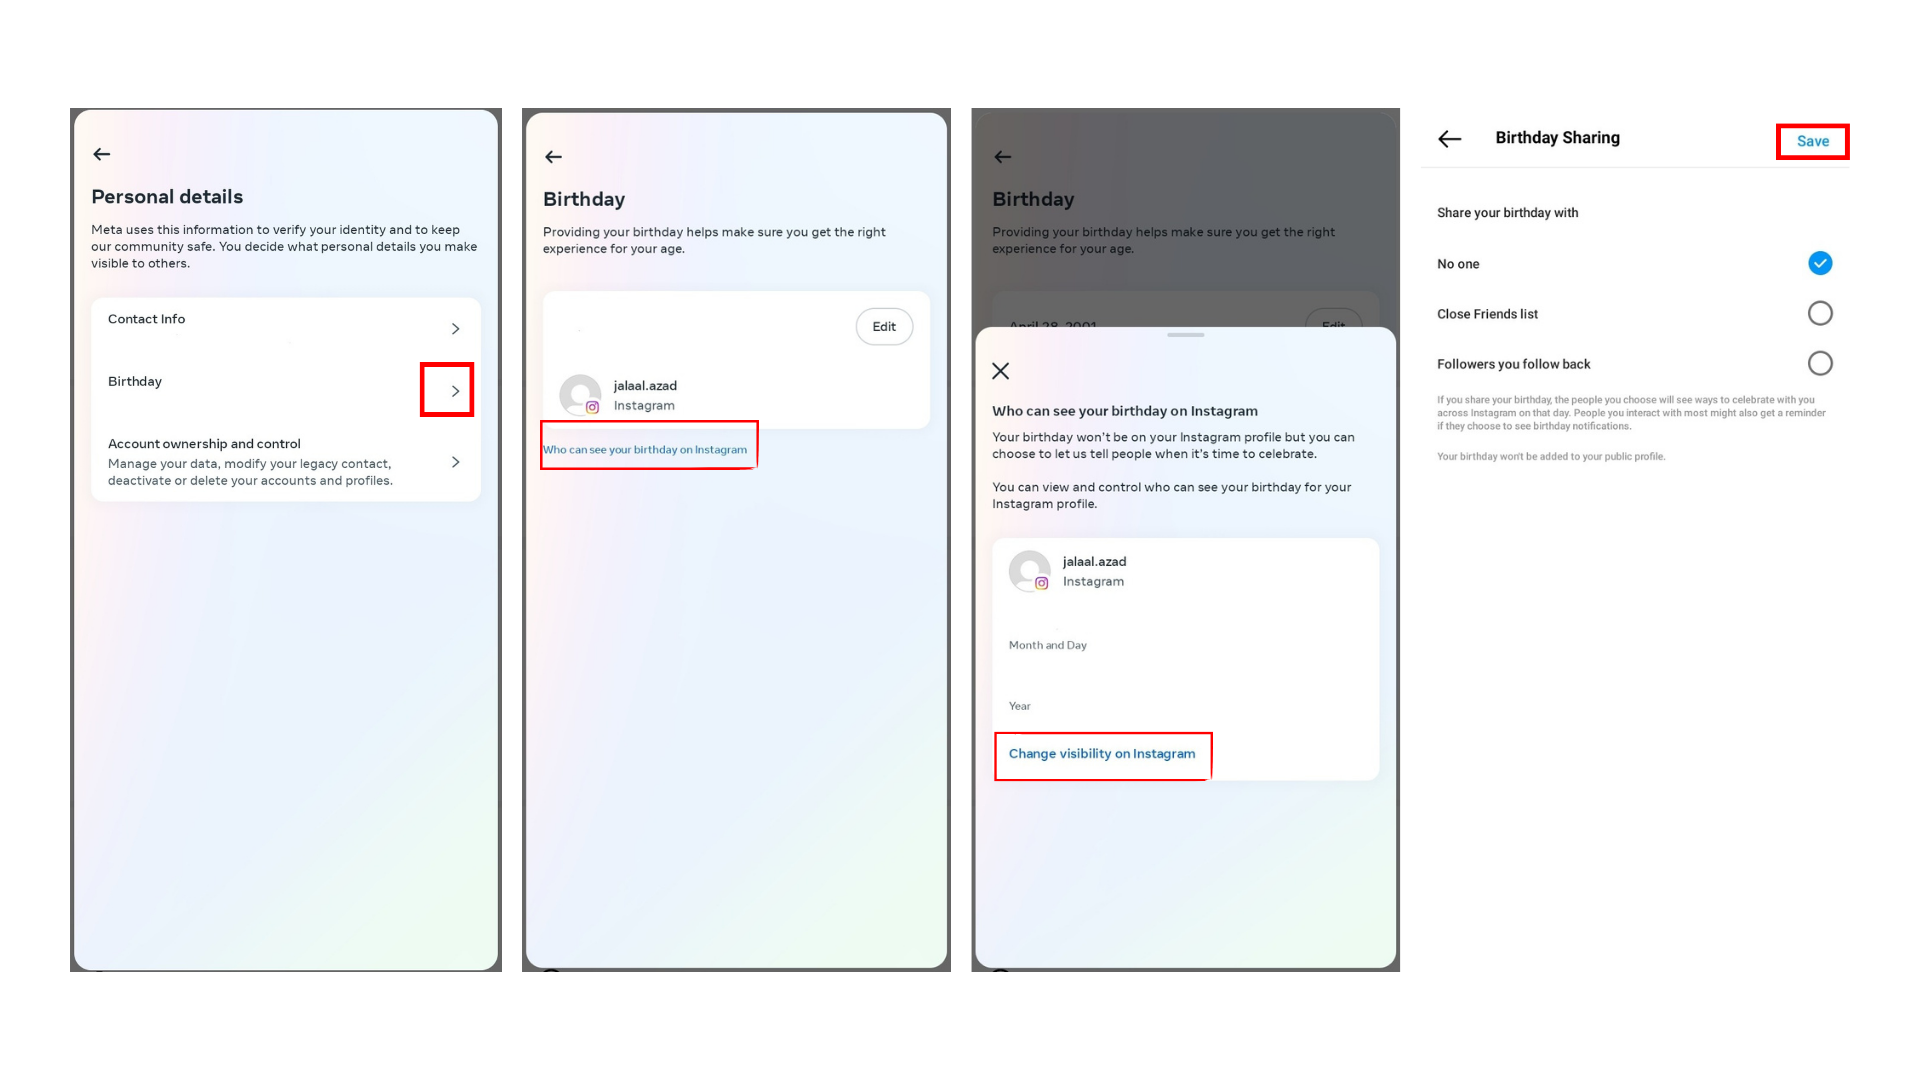 Personal details
Meta uses this information to verify your identity and to keep
our community safe. You decide what personal details you make
visible to others.
Contact Info
Birthday
Account ownership and control
Manage your data, modify your legacy contact,
deactivate or delete your accounts and profiles.
Birthday
Providing your birthday helps make sure you get the right
experience for your age.
Edit
jalaal.azad
Instagram
Who can see your birthday on Instagram
Birthday
Providing your birthday helps make sure you get the right
experience for your age.
April 28, 2001
Edit
Who can see your birthday on Instagram
Your birthday won't be on your Instagram profile but you can
choose to let us tell people when it's time to celebrate.
You can view and control who can see your birthday for your
Instagram profile.
jalaal.azad
Instagram
Month and Day
Year
Change visibility on Instagram
Birthday Sharing
Save
Share your birthday with
No one
Close Friends list
Followers you follow back
If you share your birthday, the people you choose will see ways to celebrate with you
across Instagram on that day. People you interact with most might also get a reminder
if they choose to see birthday notifications.
Your birthday won't be added to your public profile.